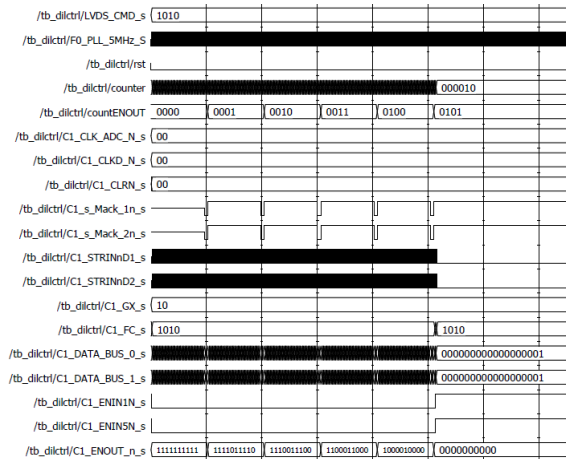 /tb_dilctrl/LVDS_CMD_s 1010
/tb_dilctrl/F0_PLL_5MHz_S
/tb_dilctrl/rst
/tb_dilctrl/counter 000010
/tb_dilctrl/countENOUT 0000 0001 0010 0011 0100 0101
/tb_dilctrl/C1_CLK_ADC_N_s 00
/tb_dilctrl/C1_CLKD_N_s 00
/tb_dilctrl/C1_CLRN_s 00
/tb_dilctrl/C1_s_Mack_1n_s
/tb_dilctrl/C1_s_Mack_2n_s
/tb_dilctrl/C1_STRINnD1_s
/tb_dilctrl/C1_STRINnD2_s
/tb_dilctrl/C1_GX_s 10
/tb_dilctrl/C1_FC_s 1010 1010
/tb_dilctrl/C1_DATA_BUS_0_s 0000000000000001
/tb_dilctrl/C1_DATA_BUS_1_s 0000000000000001
/tb_dilctrl/C1_ENIN1N_s
/tb_dilctrl/C1_ENIN5N_s
/tb_dilctrl/C1_ENOUT_n_s 1111111111 1111011110 1110011100 1100011000 1000010000 0000000000